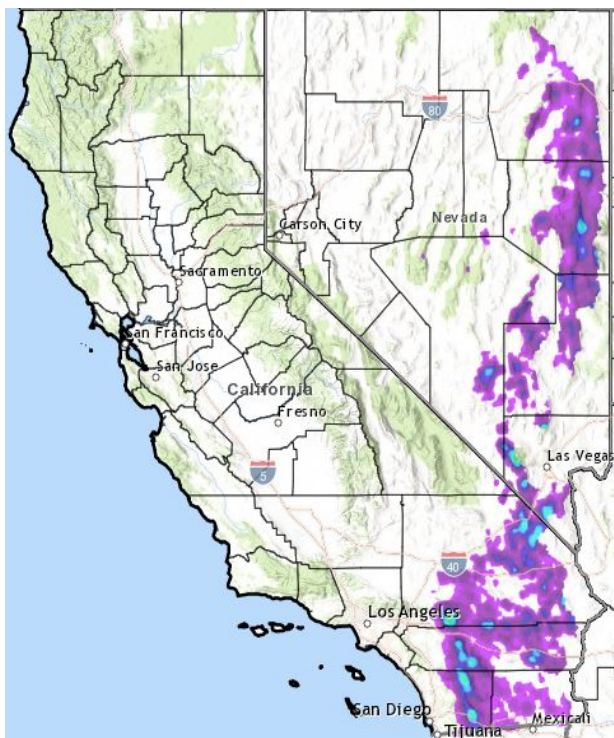 80
Nevada
Carson City
Sacramento
San Francisco
San Jose
California
Fresno
5
Las Vegas
40
Los Angeles
San Diego
Mexicali
Tijuana